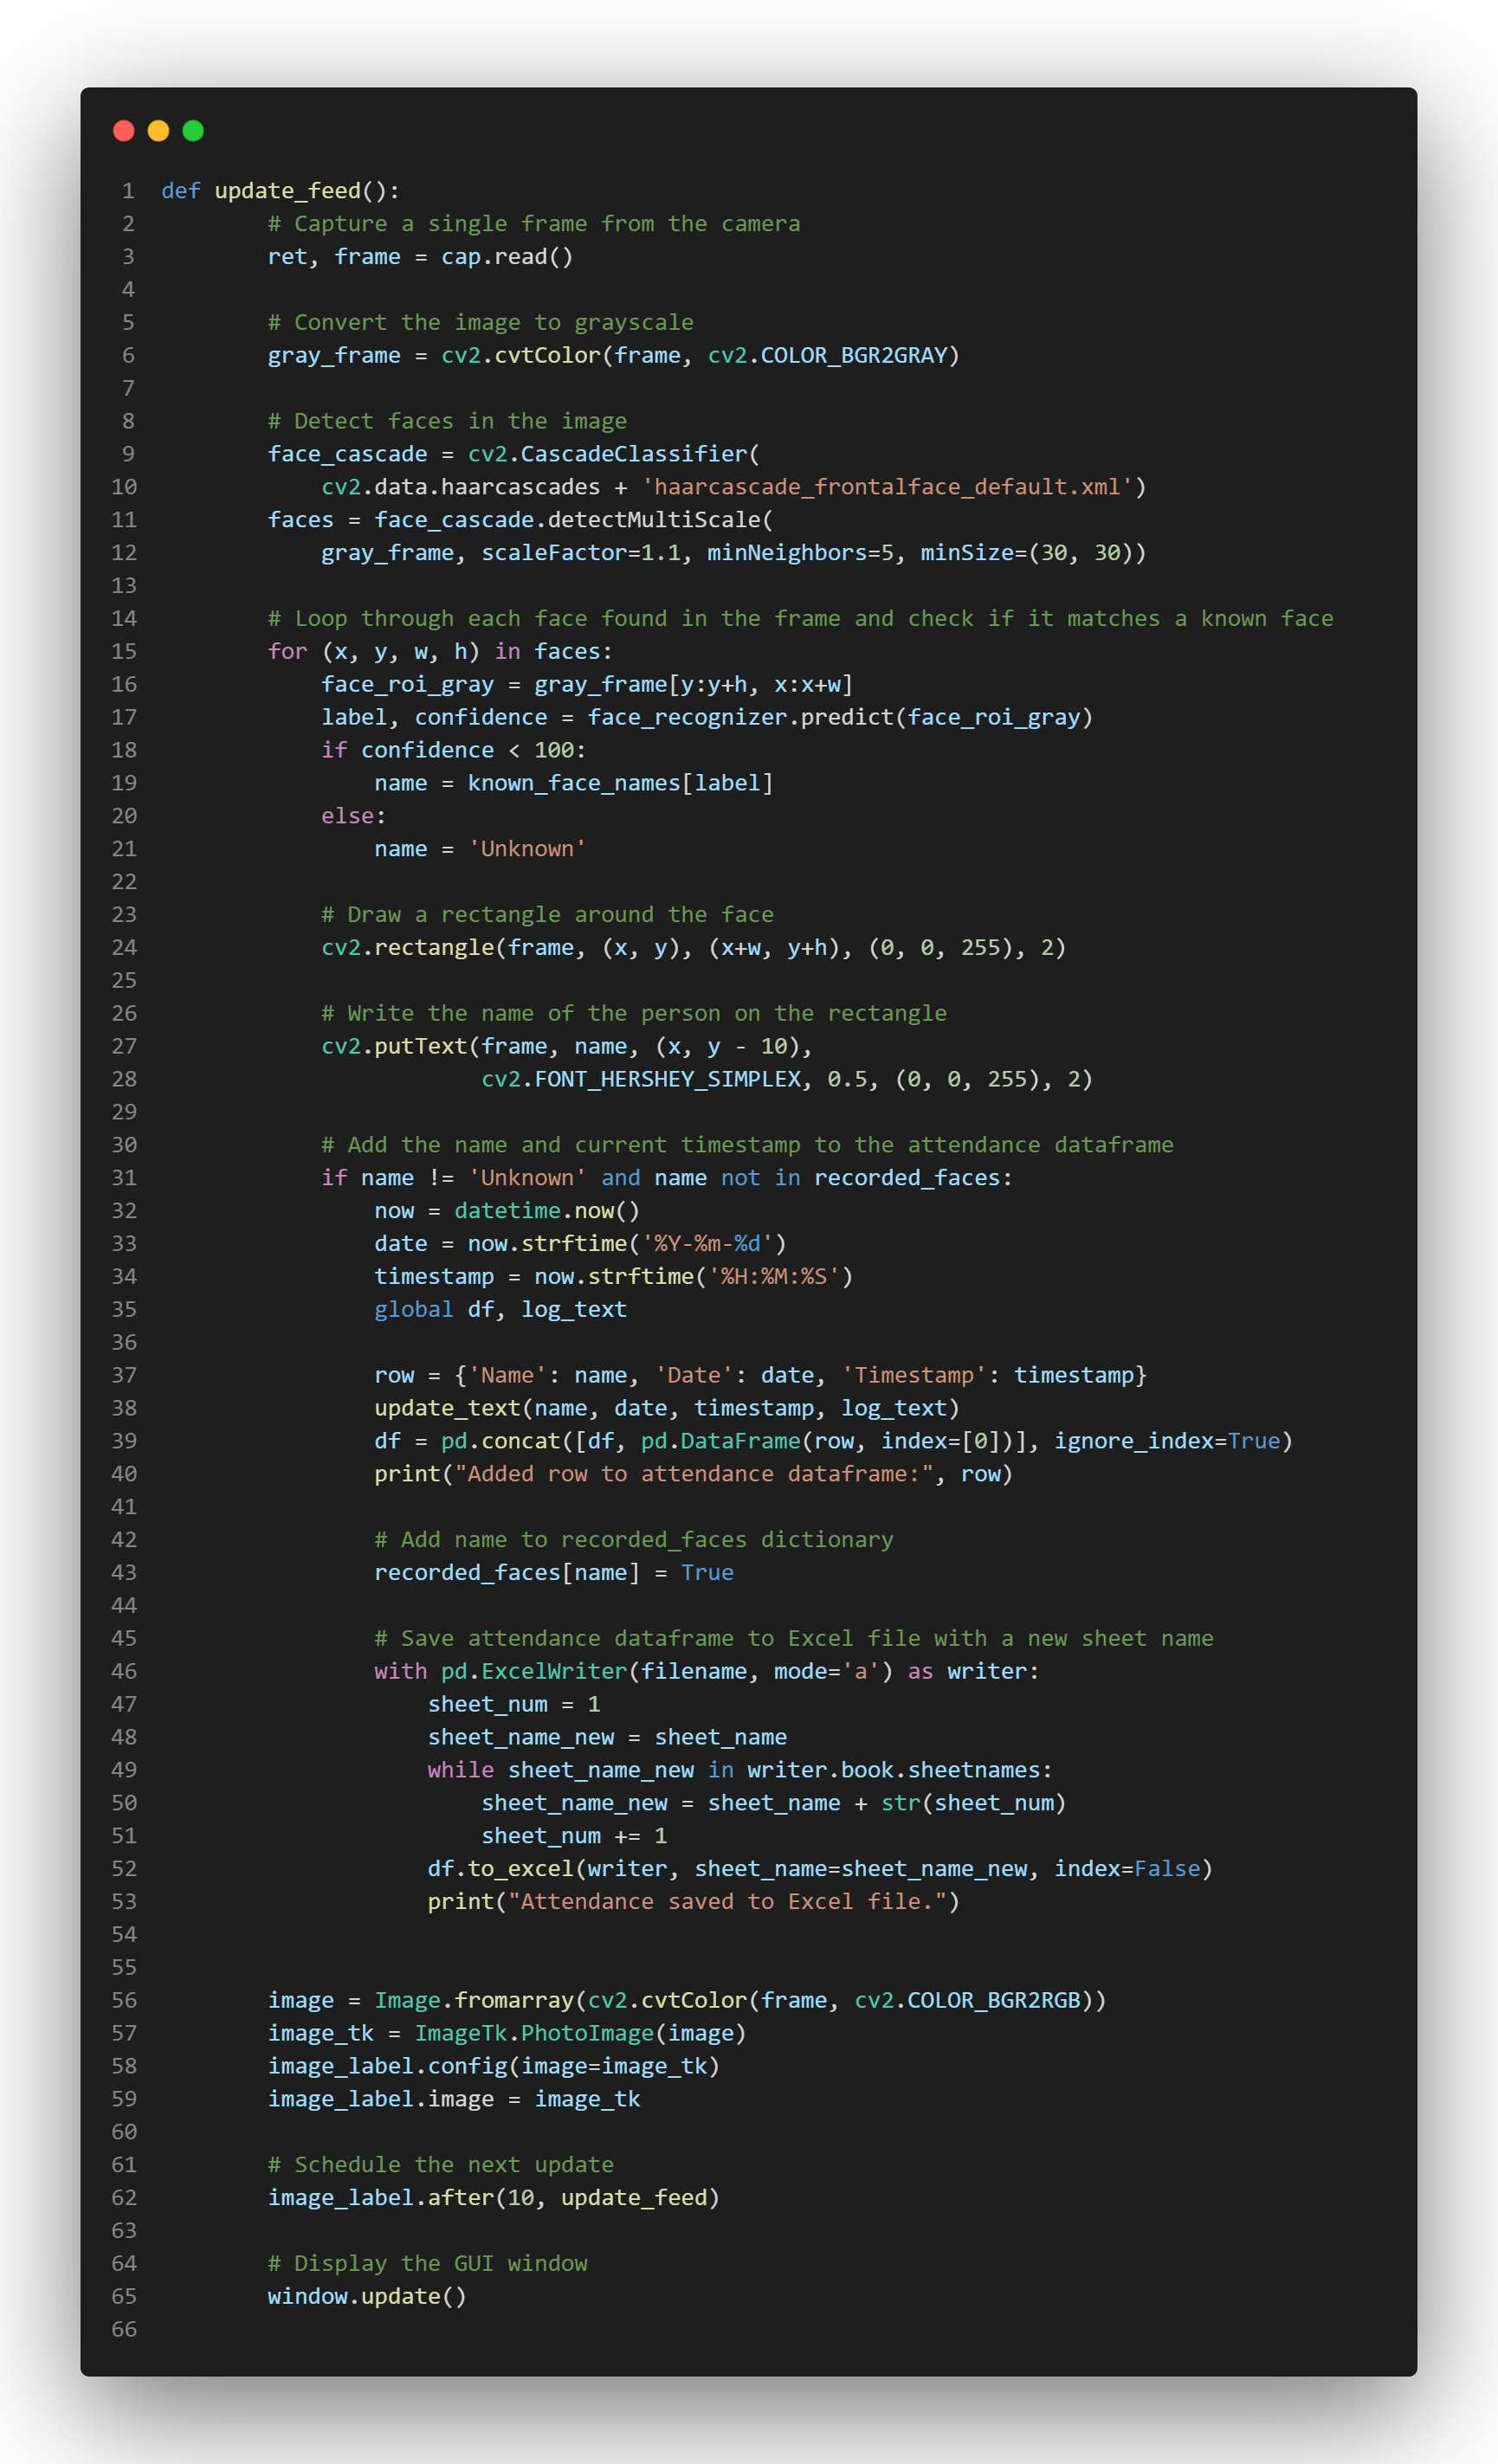 1 def update_feed():
2         # Capture a single frame from the camera
3         ret, frame = cap.read()
4
5         # Convert the image to grayscale
6         gray_frame = cv2.cvtColor(frame, cv2.COLOR_BGR2GRAY)
7
8         # Detect faces in the image
9         face_cascade = cv2.CascadeClassifier(
10             cv2.data.haarcascades + 'haarcascade_frontalface_default.xml')
11         faces = face_cascade.detectMultiScale(
12             gray_frame, scaleFactor=1.1, minNeighbors=5, minSize=(30, 30))
13
14         # Loop through each face found in the frame and check if it matches a known face
15         for (x, y, w, h) in faces:
16             face_roi_gray = gray_frame[y:y+h, x:x+w]
17             label, confidence = face_recognizer.predict(face_roi_gray)
18             if confidence < 100:
19                 name = known_face_names[label]
20             else:
21                 name = 'Unknown'
22
23             # Draw a rectangle around the face
24             cv2.rectangle(frame, (x, y), (x+w, y+h), (0, 0, 255), 2)
25
26             # Write the name of the person on the rectangle
27             cv2.putText(frame, name, (x, y - 10),
28                         cv2.FONT_HERSHEY_SIMPLEX, 0.5, (0, 0, 255), 2)
29
30             # Add the name and current timestamp to the attendance dataframe
31             if name != 'Unknown' and name not in recorded_faces:
32                 now = datetime.now()
33                 date = now.strftime('%Y-%m-%d')
34                 timestamp = now.strftime('%H:%M:%S')
35                 global df, log_text
36
37                 row = {'Name': name, 'Date': date, 'Timestamp': timestamp}
38                 update_text(name, date, timestamp, log_text)
39                 df = pd.concat([df, pd.DataFrame(row, index=[0])], ignore_index=True)
40                 print("Added row to attendance dataframe:", row)
41
42                 # Add name to recorded_faces dictionary
43                 recorded_faces[name] = True
44
45                 # Save attendance dataframe to Excel file with a new sheet name
46                 with pd.ExcelWriter(filename, mode='a') as writer:
47                     sheet_num = 1
48                     sheet_name_new = sheet_name
49                     while sheet_name_new in writer.book.sheetnames:
50                         sheet_name_new = sheet_name + str(sheet_num)
51                         sheet_num += 1
52                     df.to_excel(writer, sheet_name=sheet_name_new, index=False)
53                     print("Attendance saved to Excel file.")
54
55
56         image = Image.fromarray(cv2.cvtColor(frame, cv2.COLOR_BGR2RGB))
57         image_tk = ImageTk.PhotoImage(image)
58         image_label.config(image=image_tk)
59         image_label.image = image_tk
60
61         # Schedule the next update
62         image_label.after(10, update_feed)
63
64         # Display the GUI window
65         window.update()
66